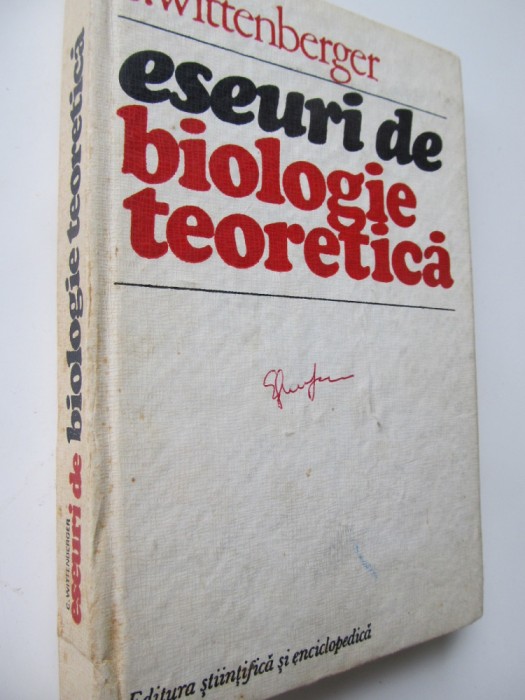 c.wittenberger
eseuri de
biologie
teoretică
Editura științifică și enciclopedică
C. WITTENBERGER
eseuri de biologie teoretică